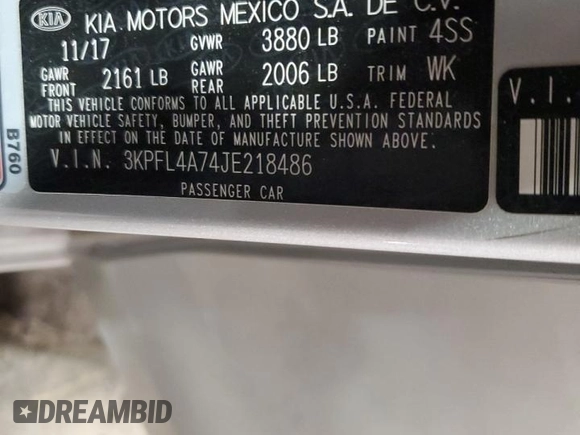 KIA KIA MOTORS MEXICO S.A. DE C.V.
11/17 GVWR 3880 LB PAINT 4SS
GAWR FRONT 2161 LB GAWR REAR 2006 LB TRIM WK
THIS VEHICLE CONFORMS TO ALL APPLICABLE U.S.A. FEDERAL
MOTOR VEHICLE SAFETY, BUMPER, AND THEFT PREVENTION STANDARDS
IN EFFECT ON THE DATE OF MANUFACTURE SHOWN ABOVE.
V.I.N. 3KPFL4A74JE218486
PASSENGER CAR
B760
V.I.
DREAMBID